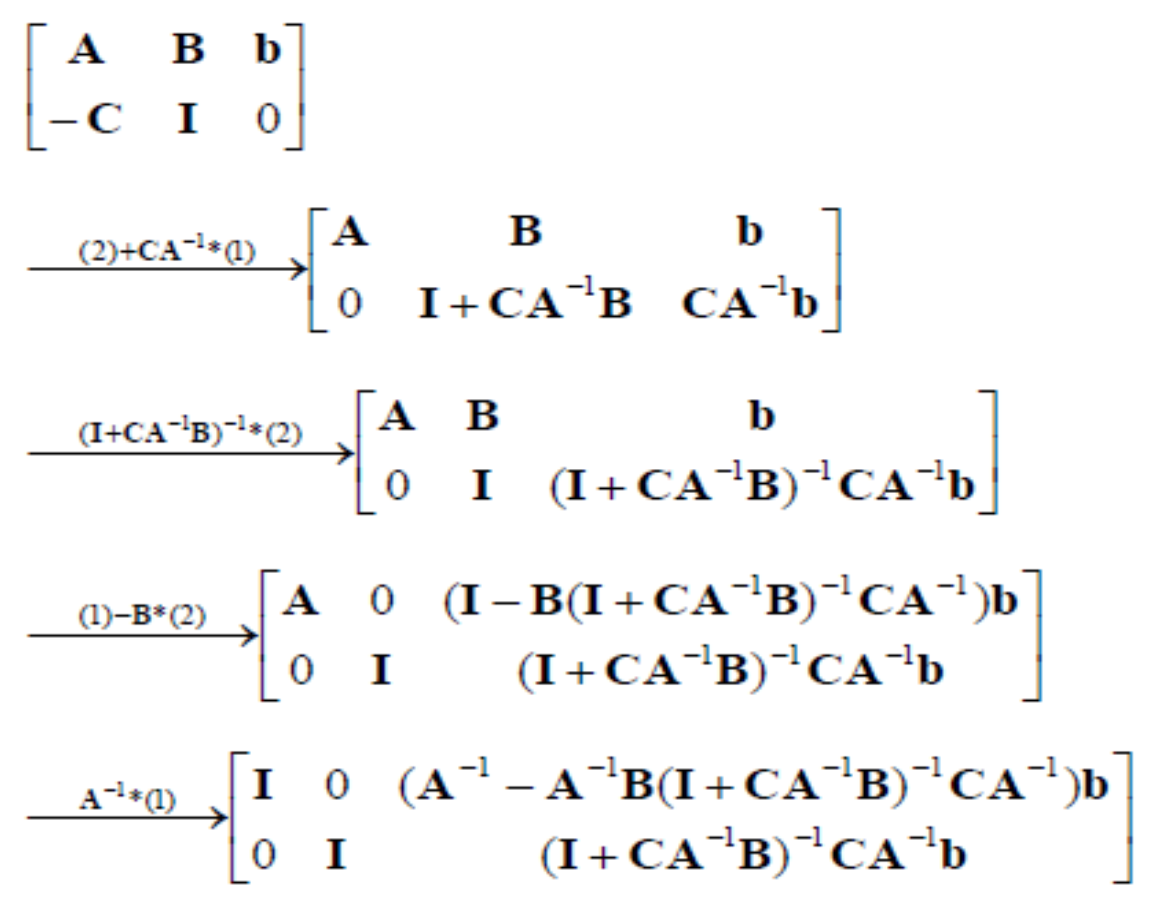 A B b
−C I 0
(2)+CA⁻¹*(1)
A B b
0 I + CA⁻¹B CA⁻¹b
(I+CA⁻¹B)⁻¹*(2)
A B b
0 I (I + CA⁻¹B)⁻¹CA⁻¹b
(1)−B*(2)
A 0 (I − B(I + CA⁻¹B)⁻¹CA⁻¹)b
0 I (I + CA⁻¹B)⁻¹CA⁻¹b
A⁻¹*(1)
I 0 (A⁻¹ − A⁻¹B(I + CA⁻¹B)⁻¹CA⁻¹)b
0 I (I + CA⁻¹B)⁻¹CA⁻¹b